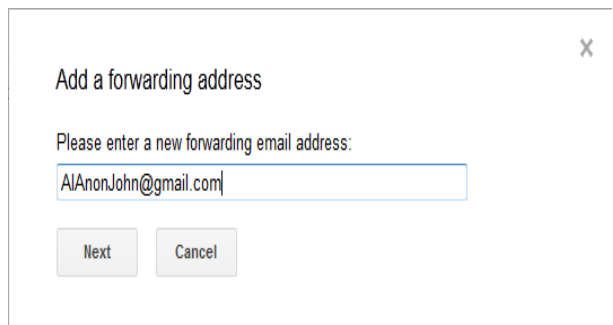 Add a forwarding address
Please enter a new forwarding email address:
AlAnonJohn@gmail.com
Next Cancel